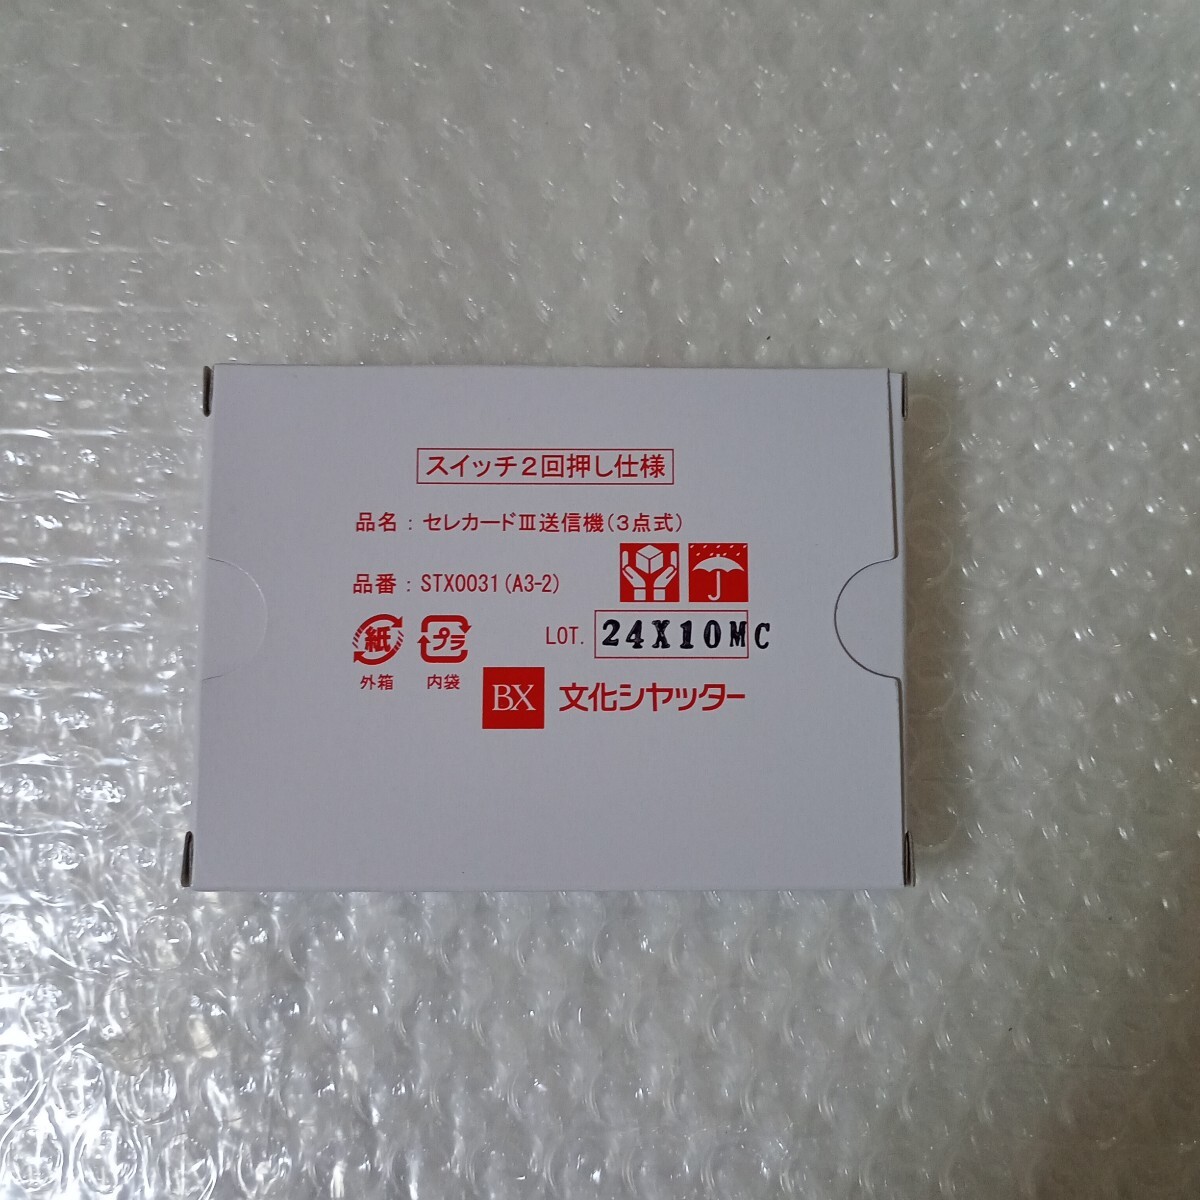 スイッチ2回押し仕様
品名：セレカードⅢ送信機(3点式)
品番：STX0031(A3-2)
紙 プラ LOT. 24X10MC
外箱 内袋
BX 文化シヤッター